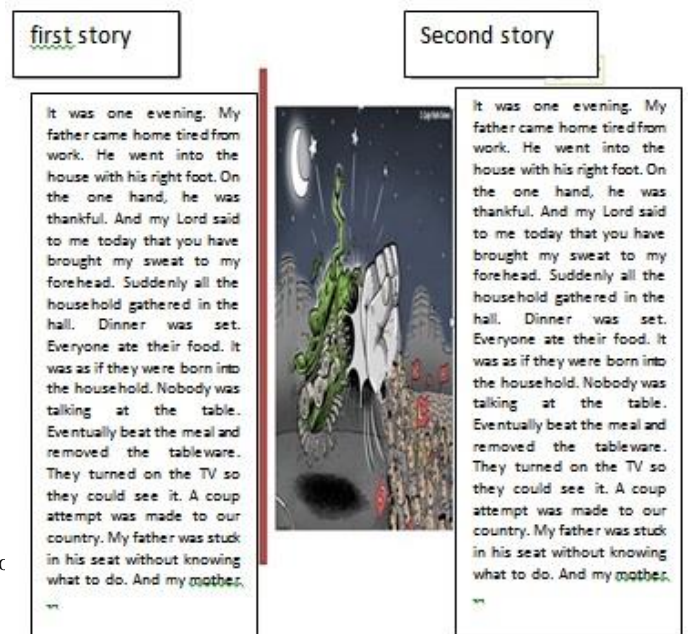 first story
It was one evening. My
father came home tired from
work. He went into the
house with his right foot. On
the one hand, he was
thankful. And my Lord said
to me today that you have
brought my sweat to my
forehead. Suddenly all the
household gathered in the
hall. Dinner was set.
Everyone ate their food. It
was as if they were born into
the household. Nobody was
talking at the table.
Eventually beat the meal and
removed the tableware.
They turned on the TV so
they could see it. A coup
attempt was made to our
country. My father was stuck
in his seat without knowing
what to do. And my mother
Second story
It was one evening. My
father came home tired from
work. He went into the
house with his right foot. On
the one hand, he was
thankful. And my Lord said
to me today that you have
brought my sweat to my
forehead. Suddenly all the
household gathered in the
hall. Dinner was set.
Everyone ate their food. It
was as if they were born into
the household. Nobody was
talking at the table.
Eventually beat the meal and
removed the tableware.
They turned on the TV so
they could see it. A coup
attempt was made to our
country. My father was stuck
in his seat without knowing
what to do. And my mother